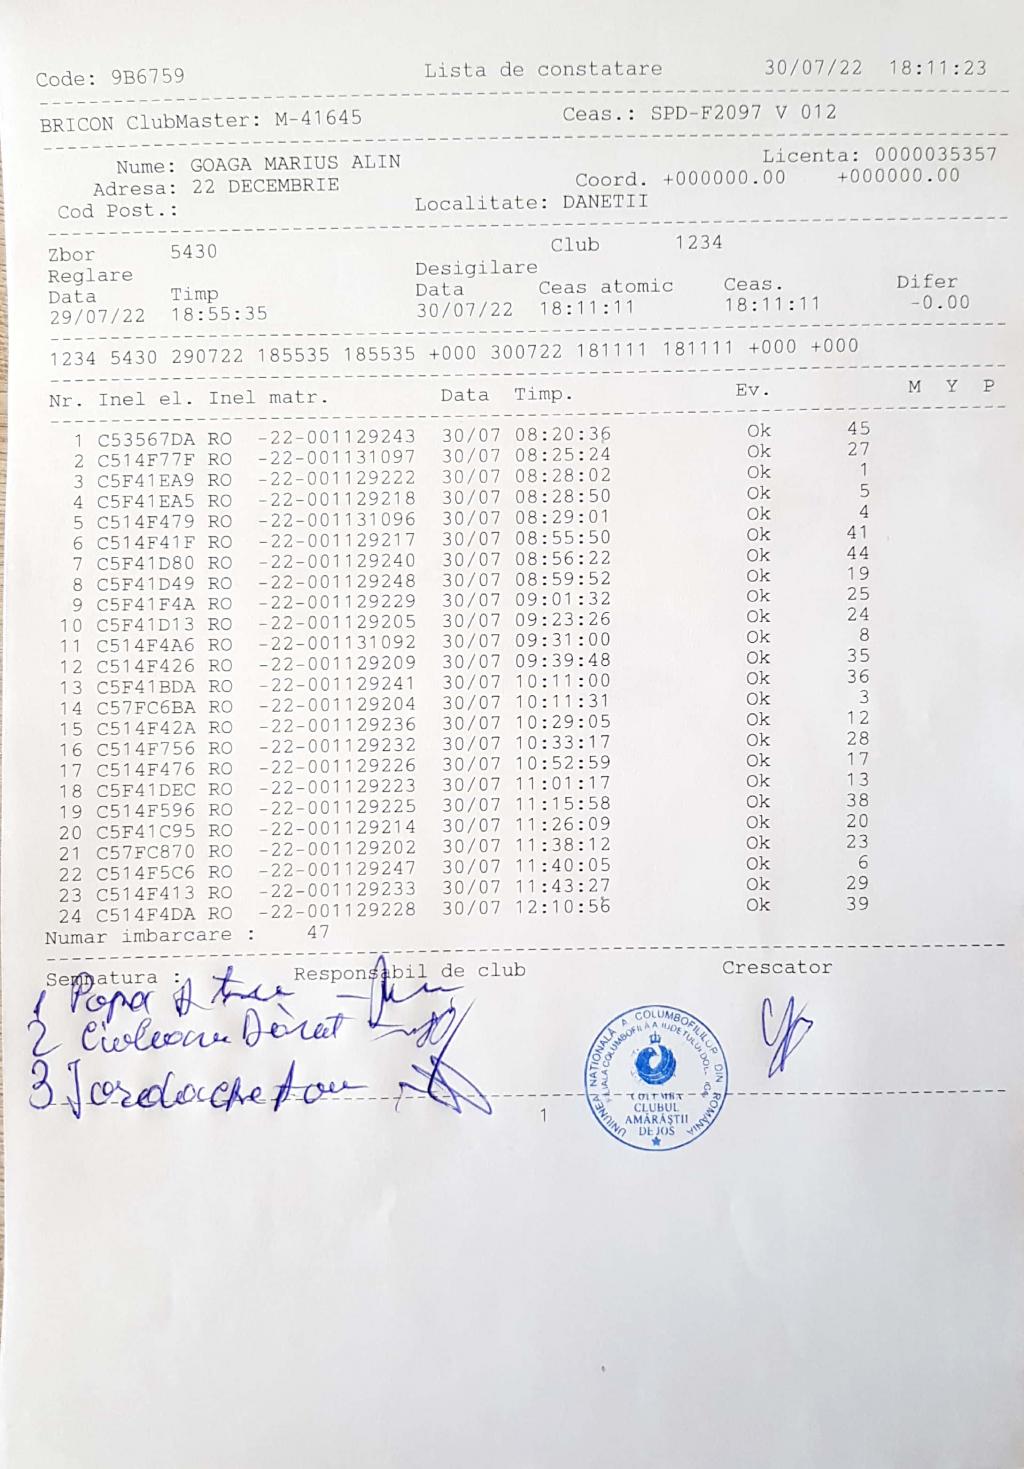 Code: 9B6759 Lista de constatare 30/07/22 18:11:23
BRICON ClubMaster: M-41645 Ceas.: SPD-F2097 V 012
Nume: GOAGA MARIUS ALIN Licenta: 0000035357
Adresa: 22 DECEMBRIE Coord. +000000.00 +000000.00
Cod Post.: Localitate: DANETII
Zbor 5430 Club 1234
Reglare Desigilare
Data Timp Data Ceas atomic Ceas. Difer
29/07/22 18:55:35 30/07/22 18:11:11 18:11:11 -0.00
1234 5430 290722 185535 185535 +000 300722 181111 181111 +000 +000
Nr. Inel el. Inel matr. Data Timp. Ev. M Y P
1 C53567DA RO -22-001129243 30/07 08:20:36 Ok 45
2 C514F77F RO -22-001131097 30/07 08:25:24 Ok 27
3 C5F41EA9 RO -22-001129222 30/07 08:28:02 Ok 1
4 C5F41EA5 RO -22-001129218 30/07 08:28:50 Ok 5
5 C514F479 RO -22-001131096 30/07 08:29:01 Ok 4
6 C514F41F RO -22-001129217 30/07 08:55:50 Ok 41
7 C5F41D80 RO -22-001129240 30/07 08:56:22 Ok 44
8 C5F41D49 RO -22-001129248 30/07 08:59:52 Ok 19
9 C5F41F4A RO -22-001129229 30/07 09:01:32 Ok 25
10 C5F41D13 RO -22-001129205 30/07 09:23:26 Ok 24
11 C514F4A6 RO -22-001131092 30/07 09:31:00 Ok 8
12 C514F426 RO -22-001129209 30/07 09:39:48 Ok 35
13 C5F41BDA RO -22-001129241 30/07 10:11:00 Ok 36
14 C57FC6BA RO -22-001129204 30/07 10:11:31 Ok 3
15 C514F42A RO -22-001129236 30/07 10:29:05 Ok 12
16 C514F756 RO -22-001129232 30/07 10:33:17 Ok 28
17 C514F476 RO -22-001129226 30/07 10:52:59 Ok 17
18 C5F41DEC RO -22-001129223 30/07 11:01:17 Ok 13
19 C514F596 RO -22-001129225 30/07 11:15:58 Ok 38
20 C5F41C95 RO -22-001129214 30/07 11:26:09 Ok 20
21 C57FC870 RO -22-001129202 30/07 11:38:12 Ok 23
22 C514F5C6 RO -22-001129247 30/07 11:40:05 Ok 6
23 C514F413 RO -22-001129233 30/07 11:43:27 Ok 29
24 C514F4DA RO -22-001129228 30/07 12:10:56 Ok 39
Numar imbarcare : 47
Semnatura : Responsabil de club Crescator
1 Popa
2
3
UNIUNEA NAȚIONALĂ A COLUMBOFILILOR DIN ROMÂNIA
FILIALA COLUMBOFILĂ A JUDEȚULUI DOLJ
CLUBUL
AMĂRĂȘTII
DE JOS
1